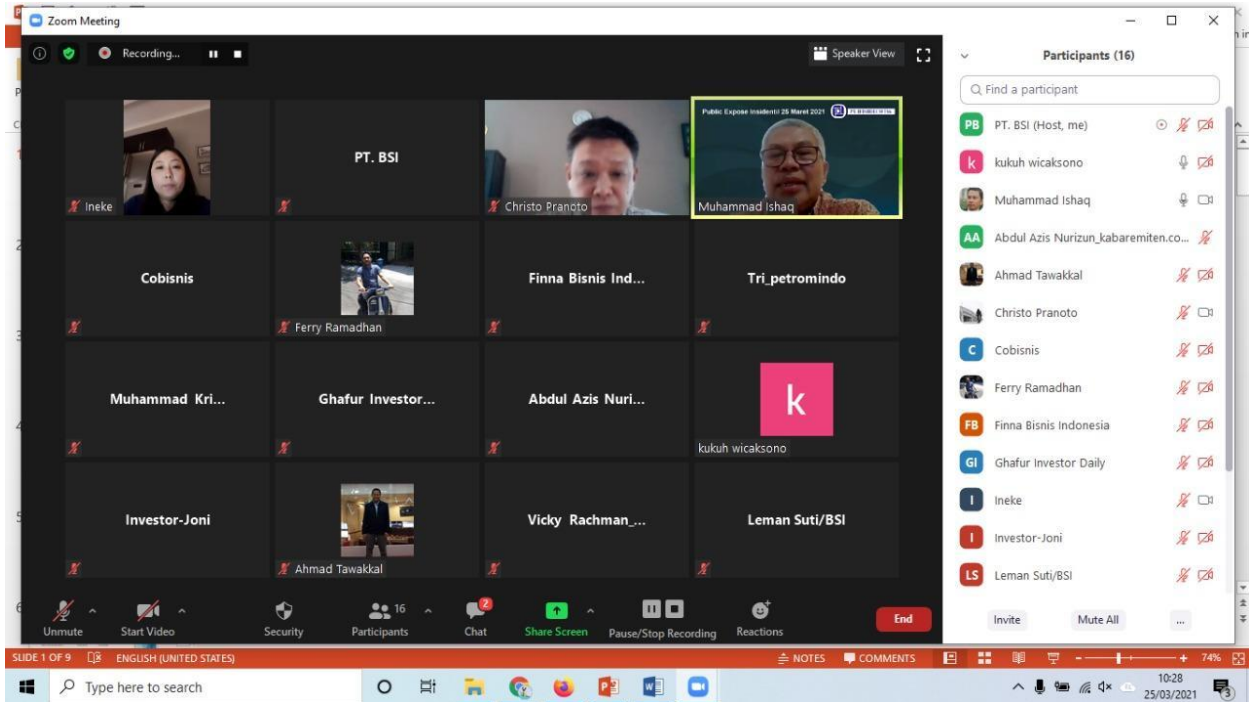 Zoom Meeting
Recording...
Speaker View
Ineke
PT. BSI
Christo Pranoto
Public Expose Insidentil 25 Maret 2021
Muhammad Ishaq
Cobisnis
Ferry Ramadhan
Finna Bisnis Ind...
Tri_petromindo
Muhammad Kri...
Ghafur Investor...
Abdul Azis Nuri...
k
kukuh wicaksono
Investor-Joni
Ahmad Tawakkal
Vicky Rachman_...
Leman Suti/BSI
Unmute
Start Video
Security
16
Participants
2
Chat
Share Screen
Pause/Stop Recording
Reactions
End
Participants (16)
Find a participant
PB PT. BSI (Host, me)
k kukuh wicaksono
Muhammad Ishaq
AA Abdul Azis Nurizun_kabaremiten.co...
Ahmad Tawakkal
Christo Pranoto
C Cobisnis
Ferry Ramadhan
FB Finna Bisnis Indonesia
GI Ghafur Investor Daily
I Ineke
I Investor-Joni
LS Leman Suti/BSI
Invite Mute All ...
SLIDE 1 OF 9 ENGLISH (UNITED STATES) NOTES COMMENTS 74%
Type here to search
10:28
25/03/2021
3